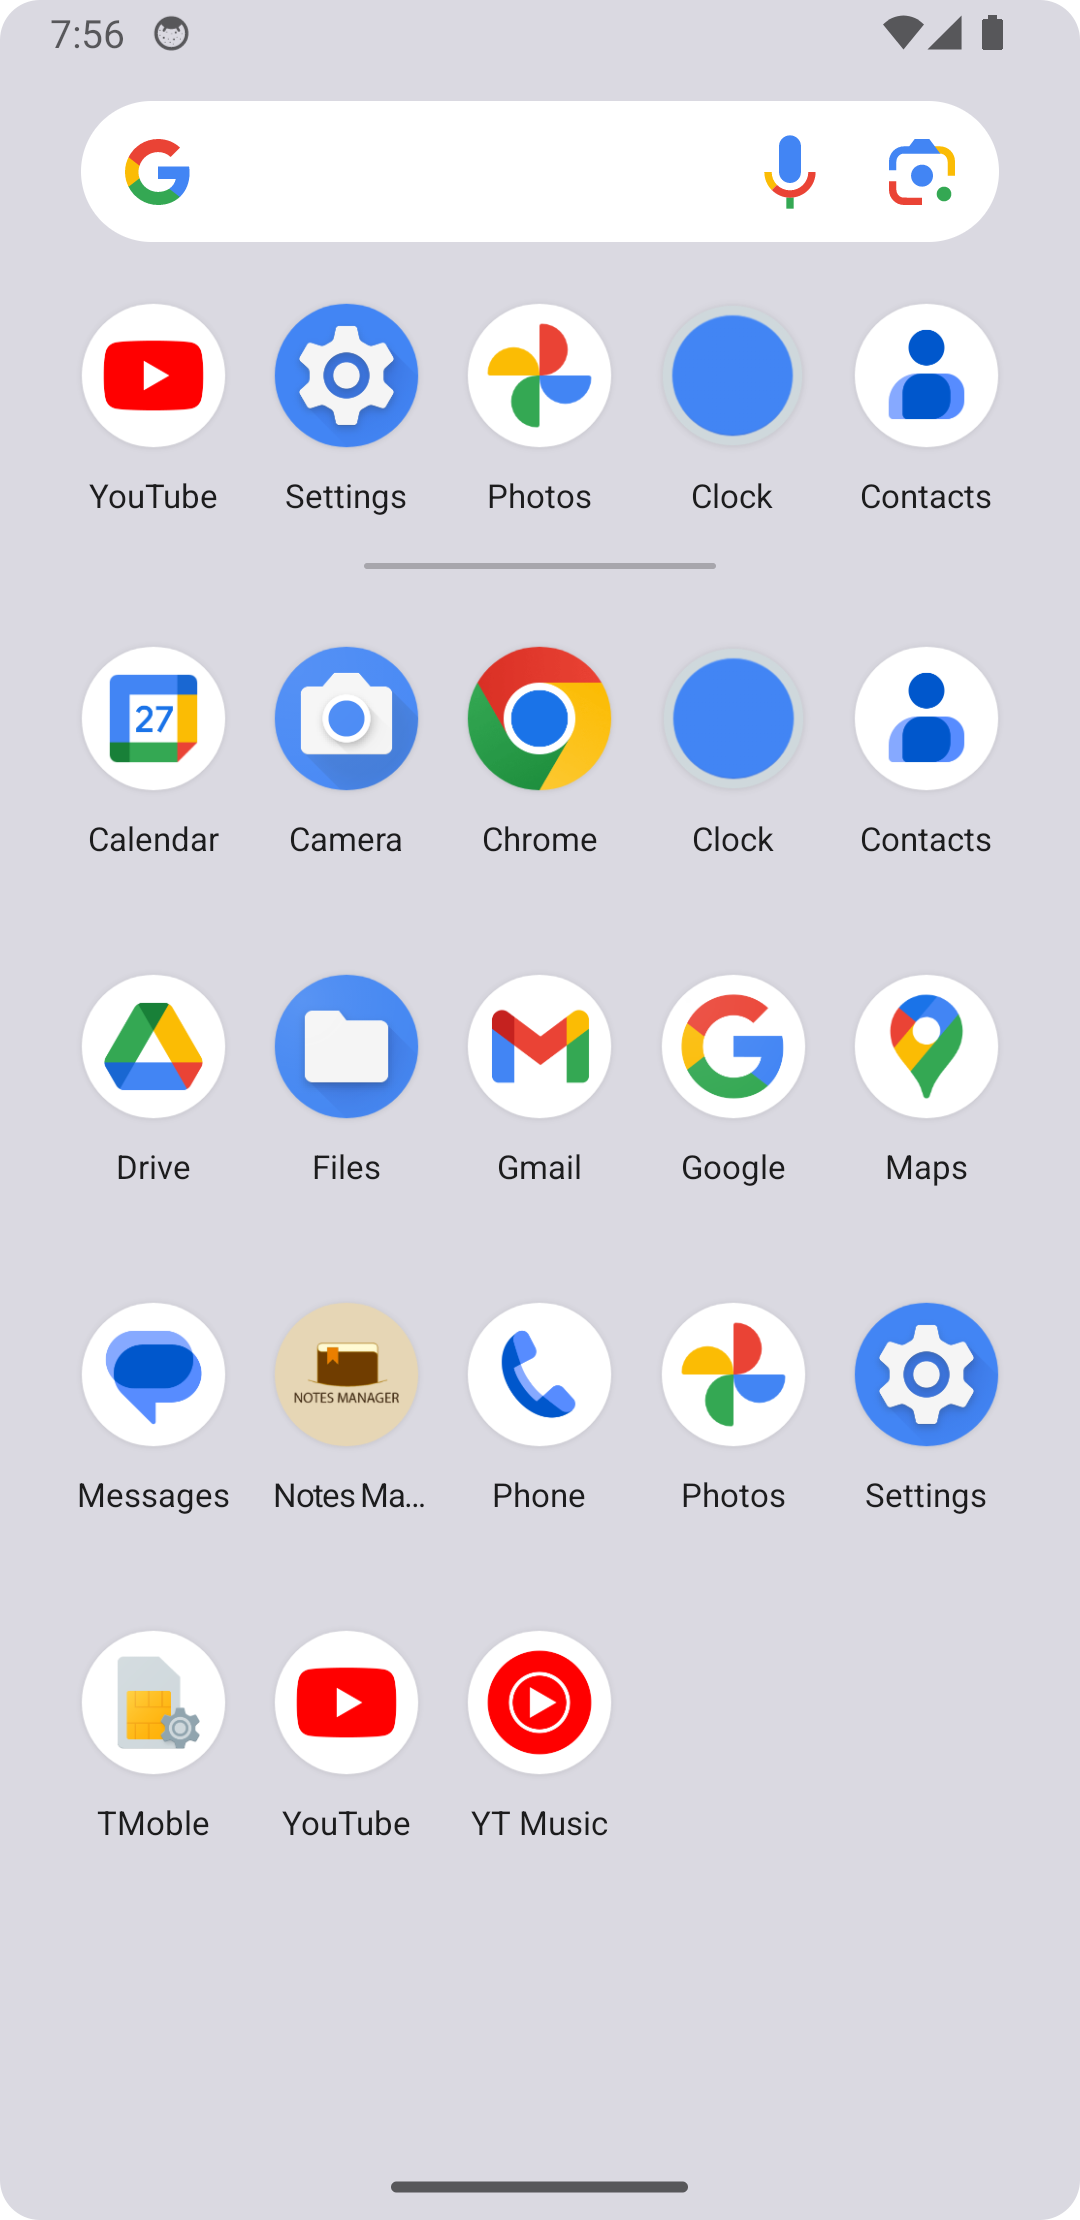 7:56
YouTube Settings Photos Clock Contacts
27
Calendar Camera Chrome Clock Contacts
Drive Files Gmail Google Maps
NOTES MANAGER
Messages Notes Ma... Phone Photos Settings
TMoble YouTube YT Music